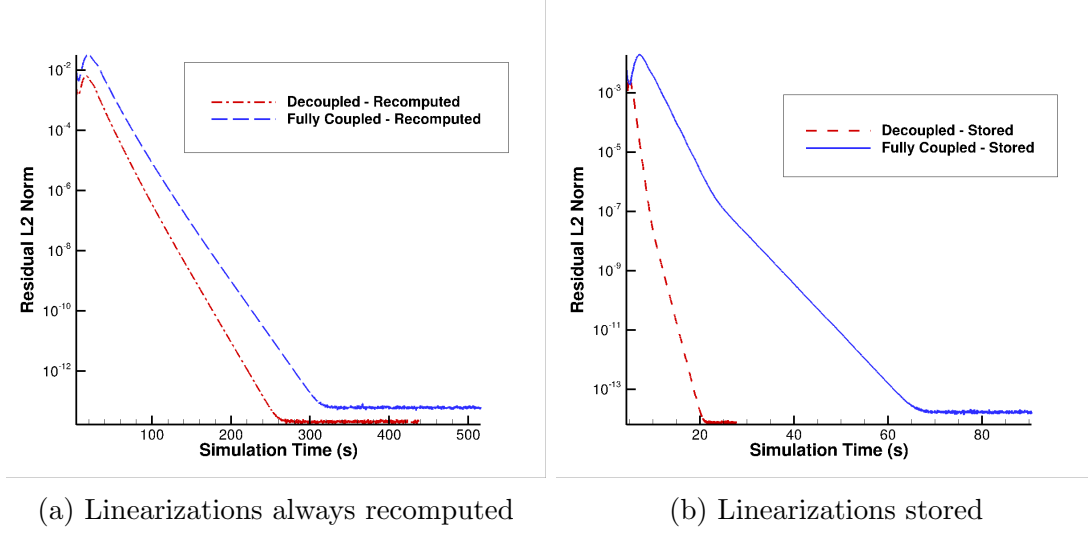 Residual L2 Norm
10^-2
10^-4
10^-6
10^-8
10^-10
10^-12
100
200
300
400
500
Simulation Time (s)
Decoupled - Recomputed
Fully Coupled - Recomputed
(a) Linearizations always recomputed
Residual L2 Norm
10^-3
10^-5
10^-7
10^-9
10^-11
10^-13
20
40
60
80
Simulation Time (s)
Decoupled - Stored
Fully Coupled - Stored
(b) Linearizations stored